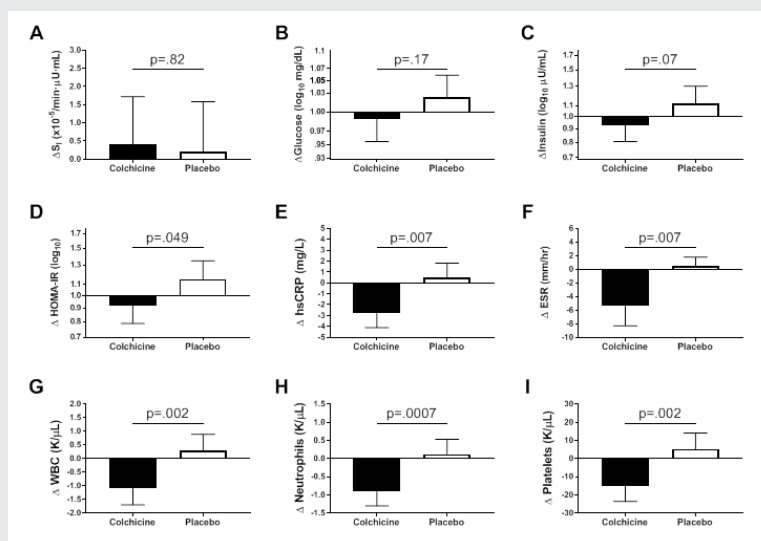 A
p=.82
ΔSI (x10-5/min·μU·mL)
3.0
2.5
2.0
1.5
1.0
0.5
0.0
Colchicine Placebo
B
p=.17
ΔGlucose (log10 mg/dL)
1.1
1.05
1.05
1.03
1.00
0.97
.95
.93
Colchicine Placebo
C
p=.07
ΔInsulin (log10 μU/mL)
1.7
1.5
1.3
1.1
1.0
0.9
0.8
0.7
Colchicine Placebo
D
p=.049
Δ HOMA-IR (log10)
1.7
1.5
1.3
1.1
1.0
0.9
0.8
0.7
Colchicine Placebo
E
p=.007
Δ hsCRP (mg/L)
5
4
3
2
1
0
-1
-2
-3
-4
-5
Colchicine Placebo
F
p=.007
Δ ESR (mm/hr)
6
4
2
0
-2
-4
-6
-8
-10
Colchicine Placebo
G
p=.002
Δ WBC (K/μL)
2.0
1.5
1.0
0.5
0.0
-0.5
-1.0
-1.5
-2.0
Colchicine Placebo
H
p=.0007
Δ Neutrophils (K/μL)
1.5
1.0
0.5
0.0
-0.5
-1.0
-1.5
Colchicine Placebo
I
p=.002
Δ Platelets (K/μL)
30
20
10
0
-10
-20
-30
Colchicine Placebo